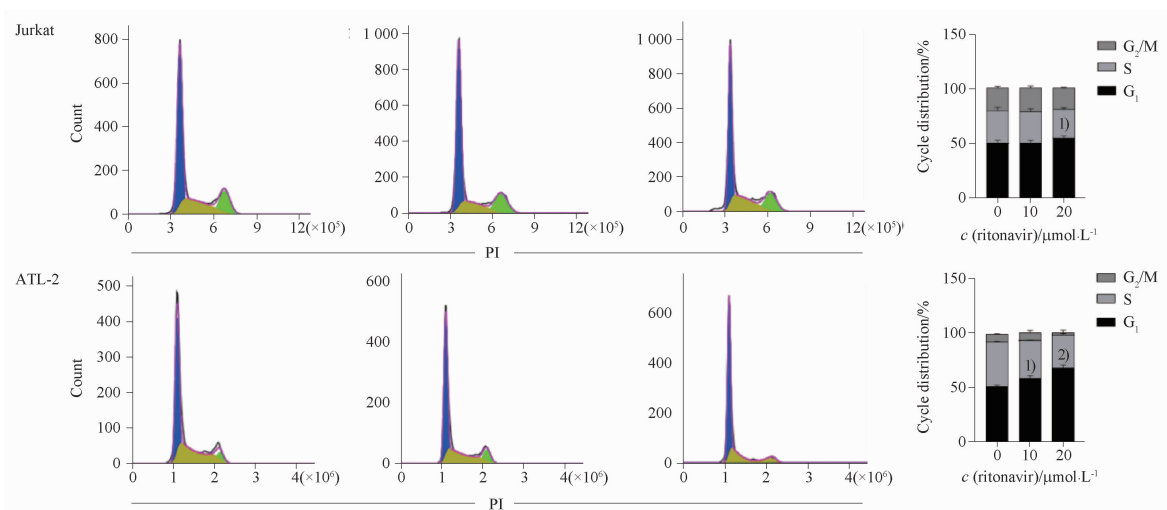 Jurkat
800
600
400
200
0
Count
0 3 6 9 12(×10⁵)
1 000
800
600
400
200
0
0 3 6 9 12(×10⁵)
1 000
800
600
400
200
0
0 3 6 9 12(×10⁵)
PI
150
100
50
0
Cycle distribution/%
1)
0 10 20
c (ritonavir)/μmol·L⁻¹
G₂/M
S
G₁
ATL-2
500
400
300
200
100
0
Count
0 1 2 3 4(×10⁶)
600
400
200
0
0 1 2 3 4(×10⁶)
600
400
200
0
0 1 2 3 4(×10⁶)
PI
150
100
50
0
Cycle distribution/%
1) 2)
0 10 20
c (ritonavir)/μmol·L⁻¹
G₂/M
S
G₁